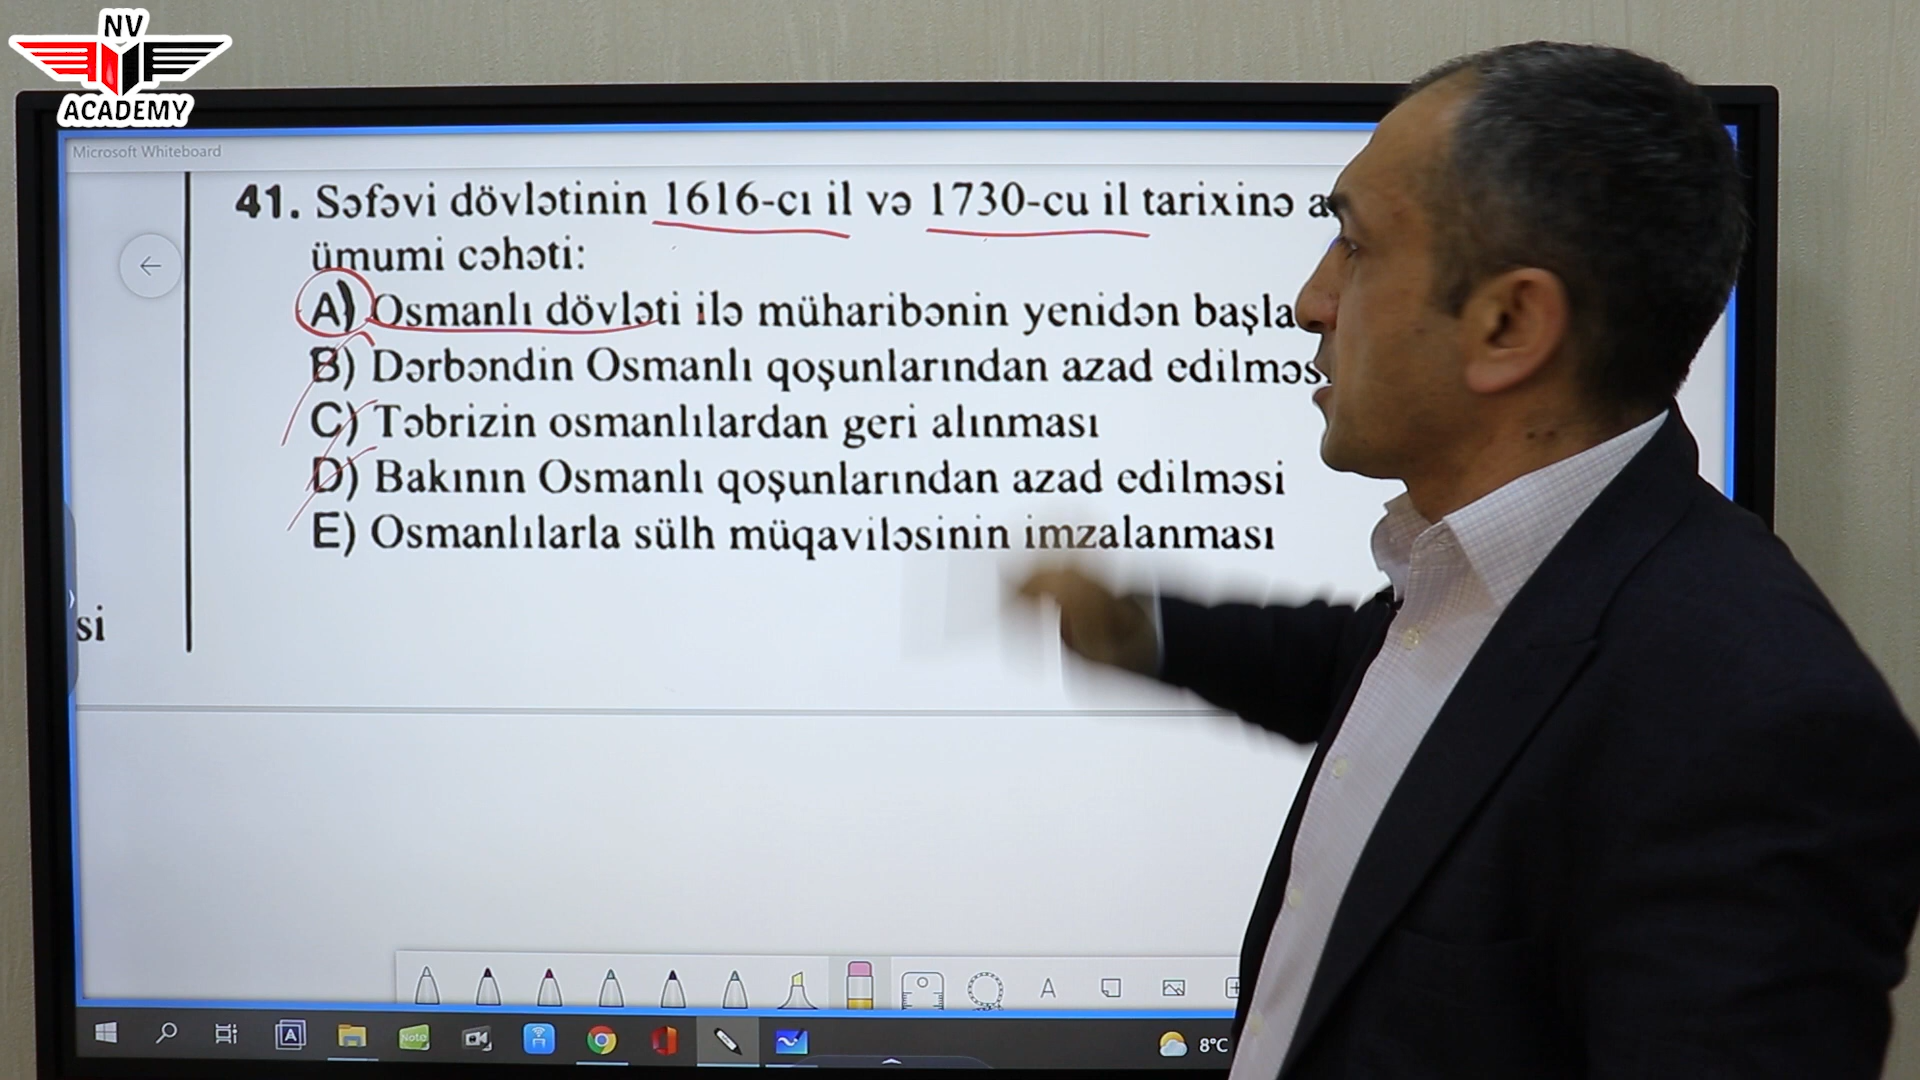 NV
ACADEMY
Microsoft Whiteboard
41. Səfəvi dövlətinin 1616-cı il və 1730-cu il tarixinə
ümumi cəhəti:
A) Osmanlı dövləti ilə müharibənin yenidən
B) Dərbəndin Osmanlı qoşunlarından azad
C) Təbrizin osmanlılardan geri alınması
D) Bakının Osmanlı qoşunlarından azad edilməsi
E) Osmanlılarla sülh müqaviləsinin imzalanması
si
A
A
Note
8°C